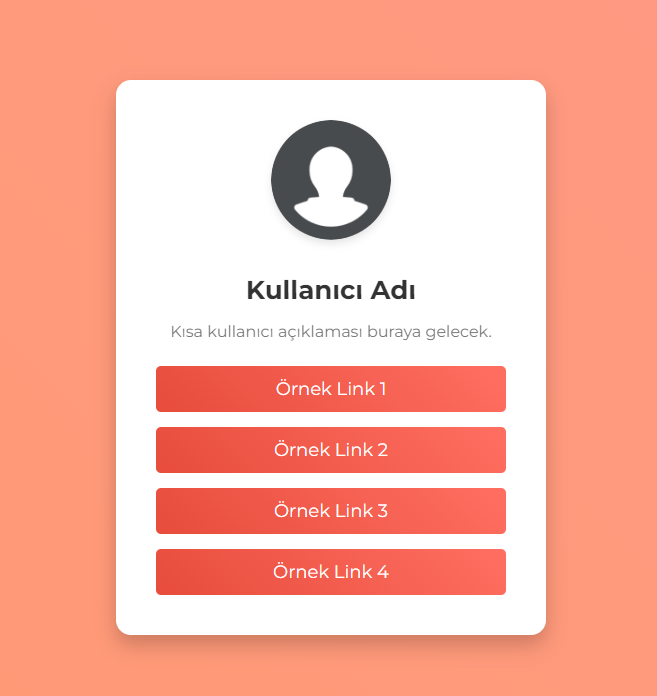 Kullanıcı Adı
Kısa kullanıcı açıklaması buraya gelecek.
Örnek Link 1
Örnek Link 2
Örnek Link 3
Örnek Link 4